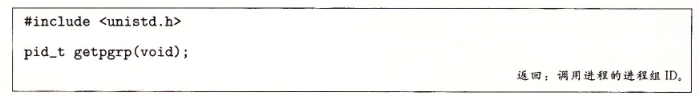 #include <unistd.h>
pid_t getpgrp(void);
返回：调用进程的进程组 ID。